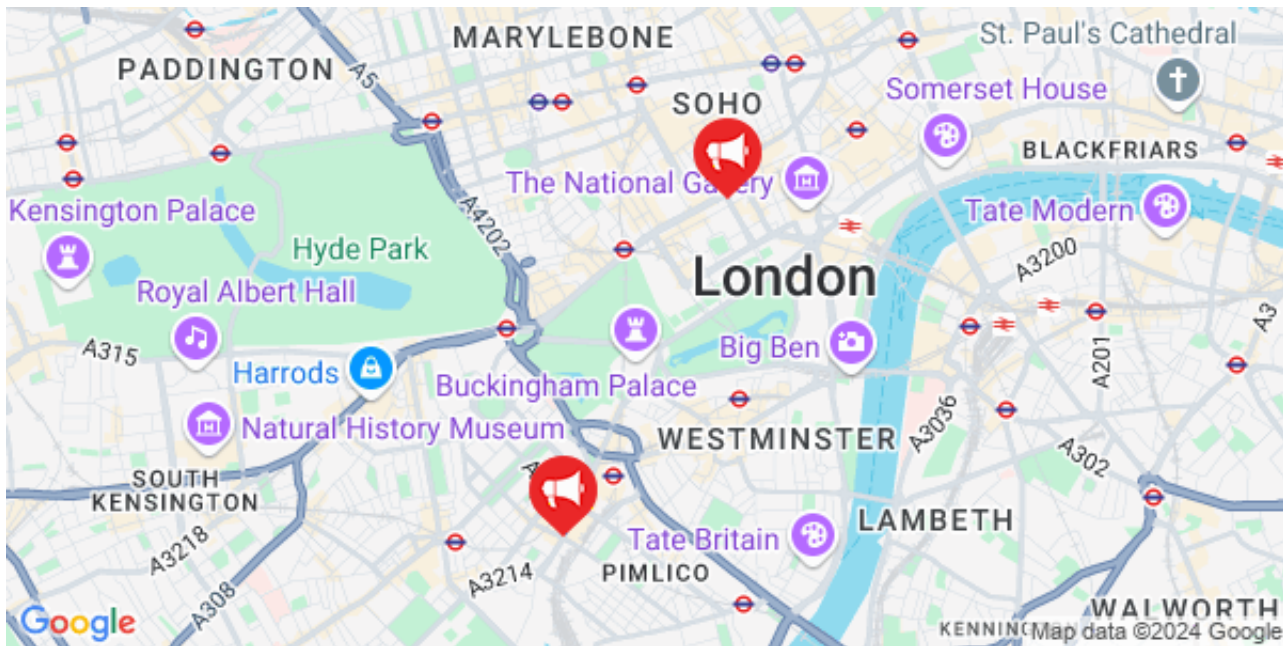 MARYLEBONE
St. Paul's Cathedral
PADDINGTON
A5
SOHO
Somerset House
BLACKFRIARS
The National Gallery
Kensington Palace
A4202
Tate Modern
Hyde Park
A3200
London
Royal Albert Hall
A315
A3
Big Ben
A201
Harrods
Buckingham Palace
Natural History Museum
WESTMINSTER
A3036
A302
SOUTH
KENSINGTON
LAMBETH
Tate Britain
A3218
A3214
PIMLICO
A308
WALWORTH
Google
Map data ©2024 Google